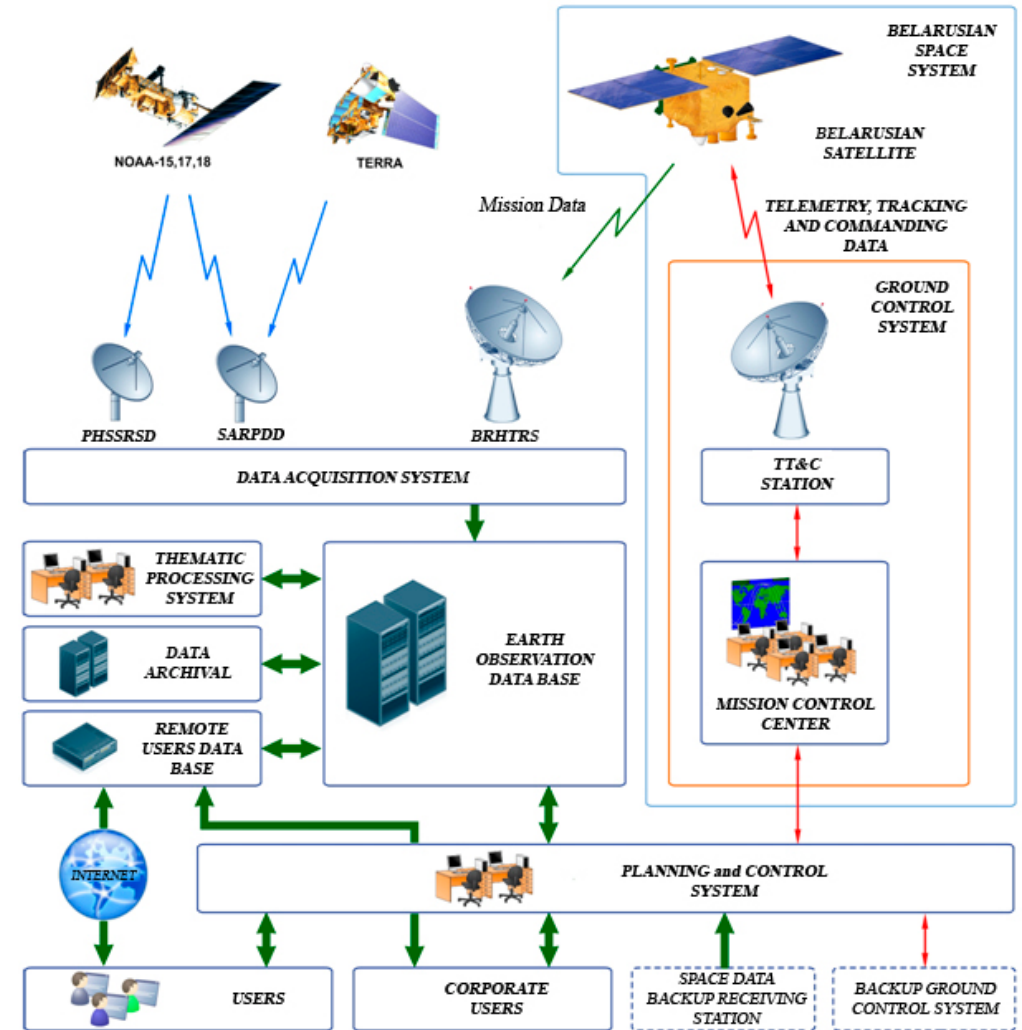 BELARUSIAN
SPACE
SYSTEM
NOAA-15,17,18
TERRA
BELARUSIAN
SATELLITE
Mission Data
TELEMETRY, TRACKING
AND COMMANDING
DATA
GROUND
CONTROL
SYSTEM
PHSSRSD
SARPDD
BRHTRS
DATA ACQUISITION SYSTEM
TT&C
STATION
THEMATIC
PROCESSING
SYSTEM
EARTH
OBSERVATION
DATA BASE
DATA
ARCHIVAL
MISSION CONTROL
CENTER
REMOTE
USERS DATA
BASE
INTERNET
PLANNING and CONTROL
SYSTEM
USERS
CORPORATE
USERS
SPACE DATA
BACKUP RECEIVING
STATION
BACKUP GROUND
CONTROL SYSTEM